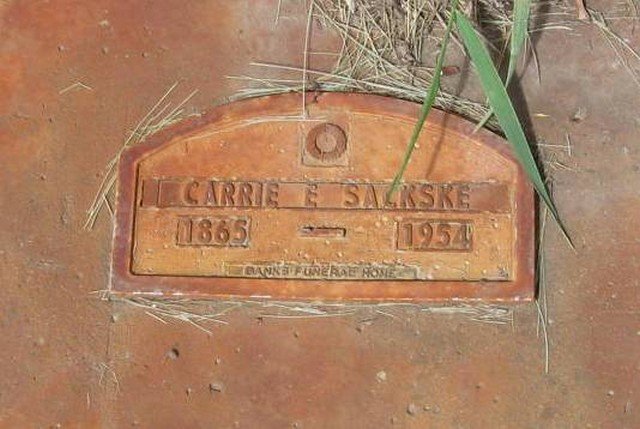 CARRIE E SACKSKE
1865 - 1954
BANKS FUNERAL HOME